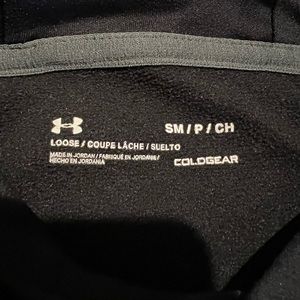 SM / P / CH
LOOSE / COUPE LÂCHE / SUELTO
MADE IN JORDAN / FABRIQUÉ EN JORDANIE/
HECHO EN JORDANIA
COLDGEAR